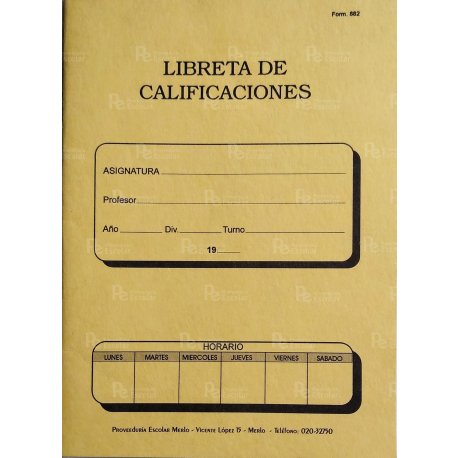 Form. 882
LIBRETA DE
CALIFICACIONES
ASIGNATURA
Profesor
Año Div. Turno
19
HORARIO
LUNES MARTES MIERCOLES JUEVES VIERNES SABADO
Proveeduría Escolar Merlo - Vicente López 15 - Merlo - Teléfono: 020-32750